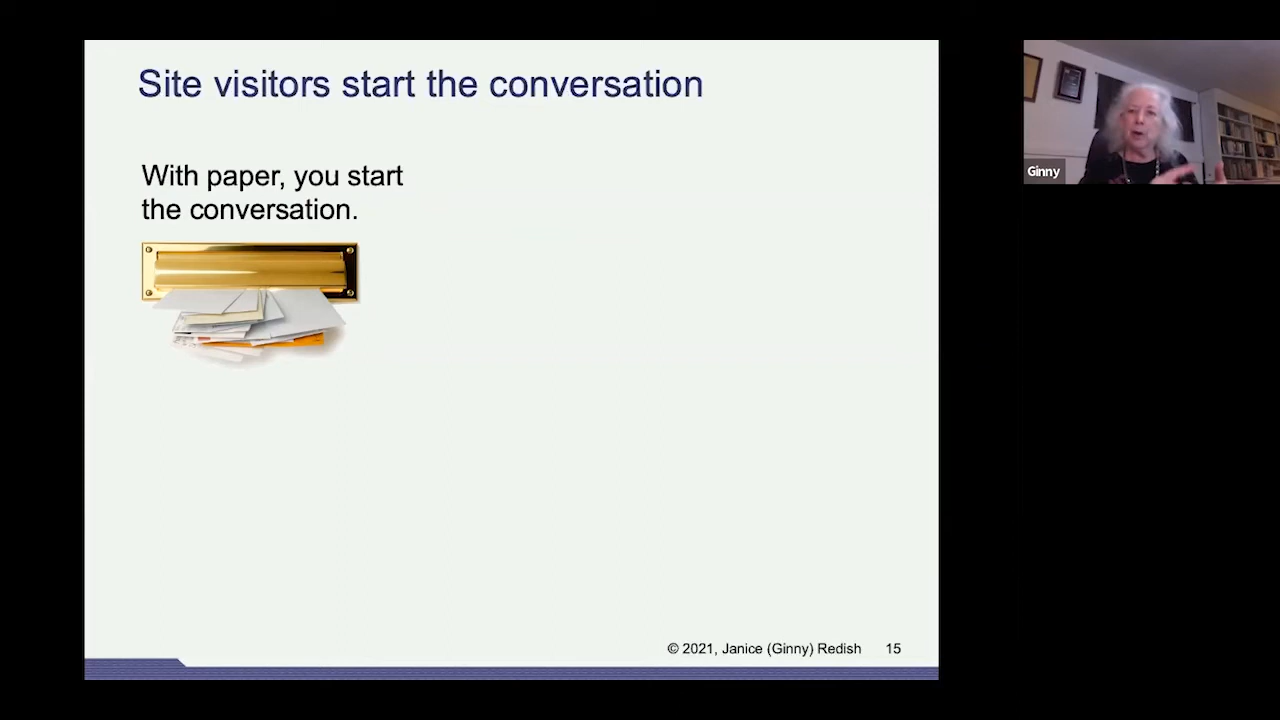 Site visitors start the conversation
With paper, you start
the conversation.
Ginny
© 2021, Janice (Ginny) Redish 15